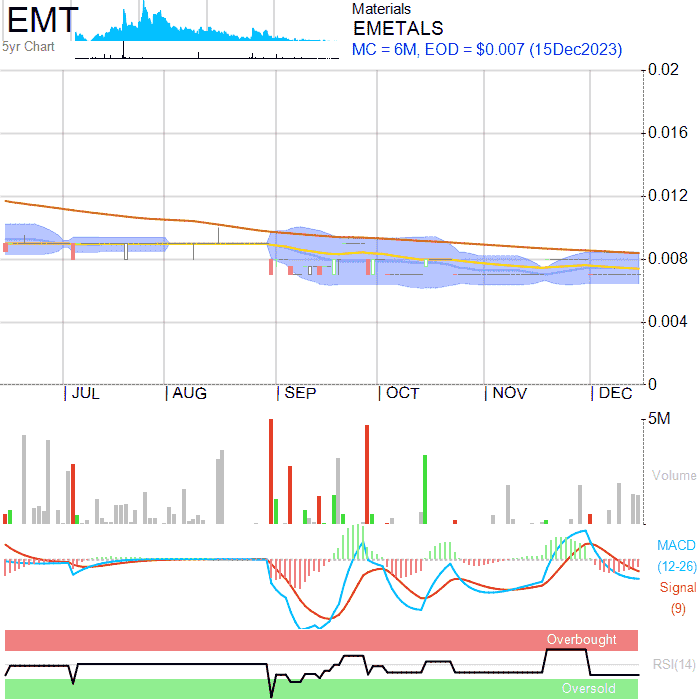 EMT
5yr Chart
Materials
EMETALS
MC = 6M, EOD = $0.007 (15Dec2023)
0.02
0.016
0.012
0.008
0.004
0
JUL AUG SEP OCT NOV DEC
5M
Volume
MACD
(12-26)
Signal
(9)
Overbought
RSI(14)
Oversold